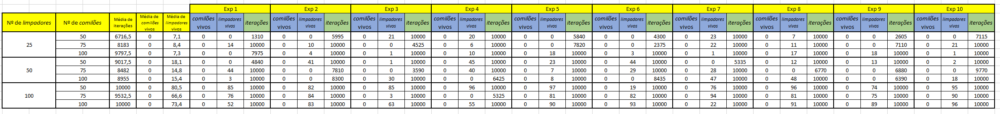 Exp 1 Exp 2 Exp 3 Exp 4 Exp 5 Exp 6 Exp 7 Exp 8 Exp 9 Exp 10
Nº de limpadores Nº de comilões Média de iterações Média de comilões vivos Média de limpadores vivos comilões vivos limpadores vivos iterações comilões vivos limpadores vivos iterações comilões vivos limpadores vivos iterações comilões vivos limpadores vivos iterações comilões vivos limpadores vivos iterações comilões vivos limpadores vivos iterações comilões vivos limpadores vivos iterações comilões vivos limpadores vivos iterações comilões vivos limpadores vivos iterações comilões vivos limpadores vivos iterações
50 6716,5 0 7,1 0 0 1310 0 0 5995 0 21 10000 0 20 10000 0 0 5840 0 0 4300 0 23 10000 0 7 10000 0 0 2605 0 0 7115
25 75 8183 0 8,4 0 14 10000 0 10 10000 0 0 4525 0 6 10000 0 0 7820 0 0 2375 0 22 10000 0 11 10000 0 0 7110 0 21 10000
100 9797,5 0 7,3 0 0 7975 0 4 10000 0 1 10000 0 10 10000 0 18 10000 0 3 10000 0 1 10000 0 17 10000 0 18 10000 0 1 10000
50 9017,5 0 18,1 0 0 4840 0 41 10000 0 1 10000 0 45 10000 0 23 10000 0 44 10000 0 0 5335 0 12 10000 0 13 10000 0 2 10000
50 75 8482 0 14,8 0 44 10000 0 0 7810 0 0 3590 0 40 10000 0 7 10000 0 29 10000 0 28 10000 0 0 6770 0 0 6880 0 0 9770
100 8955 0 15,4 0 3 10000 0 0 8300 0 30 10000 0 0 6425 0 8 10000 0 0 8435 0 47 10000 0 48 10000 0 0 6390 0 18 10000
50 10000 0 80,5 0 85 10000 0 82 10000 0 85 10000 0 96 10000 0 97 10000 0 19 10000 0 76 10000 0 96 10000 0 74 10000 0 95 10000
100 75 9532,5 0 66,6 0 76 10000 0 84 10000 0 3 10000 0 0 5325 0 81 10000 0 82 10000 0 94 10000 0 81 10000 0 75 10000 0 90 10000
100 10000 0 73,4 0 52 10000 0 83 10000 0 63 10000 0 55 10000 0 90 10000 0 93 10000 0 22 10000 0 91 10000 0 89 10000 0 96 10000